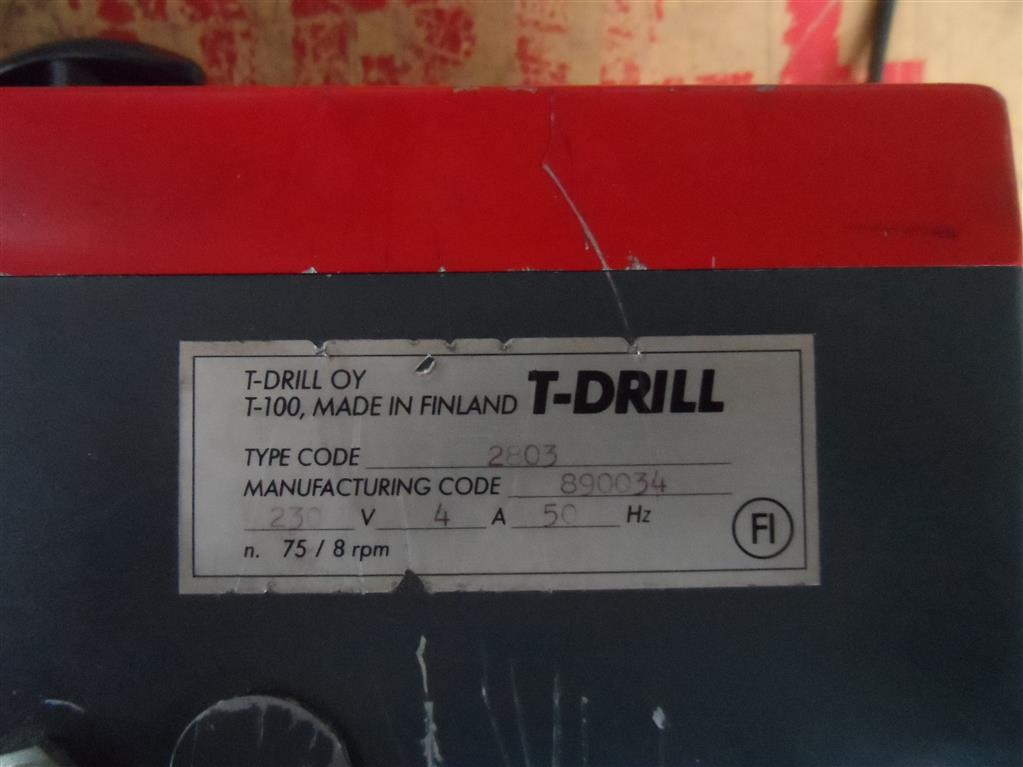 T-DRILL OY
T-100, MADE IN FINLAND T-DRILL
TYPE CODE 2803
MANUFACTURING CODE 890034
230 V 4 A 50 Hz
n. 75 / 8 rpm
FI